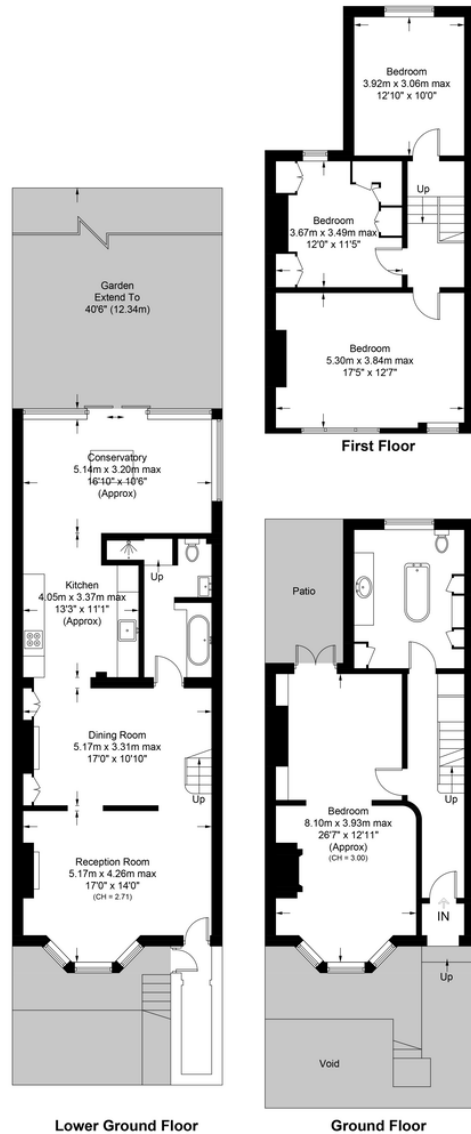 Bedroom
3.92m x 3.06m max
12'10" x 10'0"
Up
Bedroom
3.67m x 3.49m max
12'0" x 11'5"
Bedroom
5.30m x 3.84m max
17'5" x 12'7"
First Floor
Garden
Extend To
40'6" (12.34m)
Conservatory
5.14m x 3.20m max
16'10" x 10'6"
(Approx)
Up
Kitchen
4.05m x 3.37m max
13'3" x 11'1"
(Approx)
Dining Room
5.17m x 3.31m max
17'0" x 10'10"
Up
Reception Room
5.17m x 4.26m max
17'0" x 14'0"
(CH = 2.71)
Lower Ground Floor
Patio
Bedroom
8.10m x 3.93m max
26'7" x 12'11"
(Approx)
(CH = 3.00)
Up
IN
Up
Void
Ground Floor